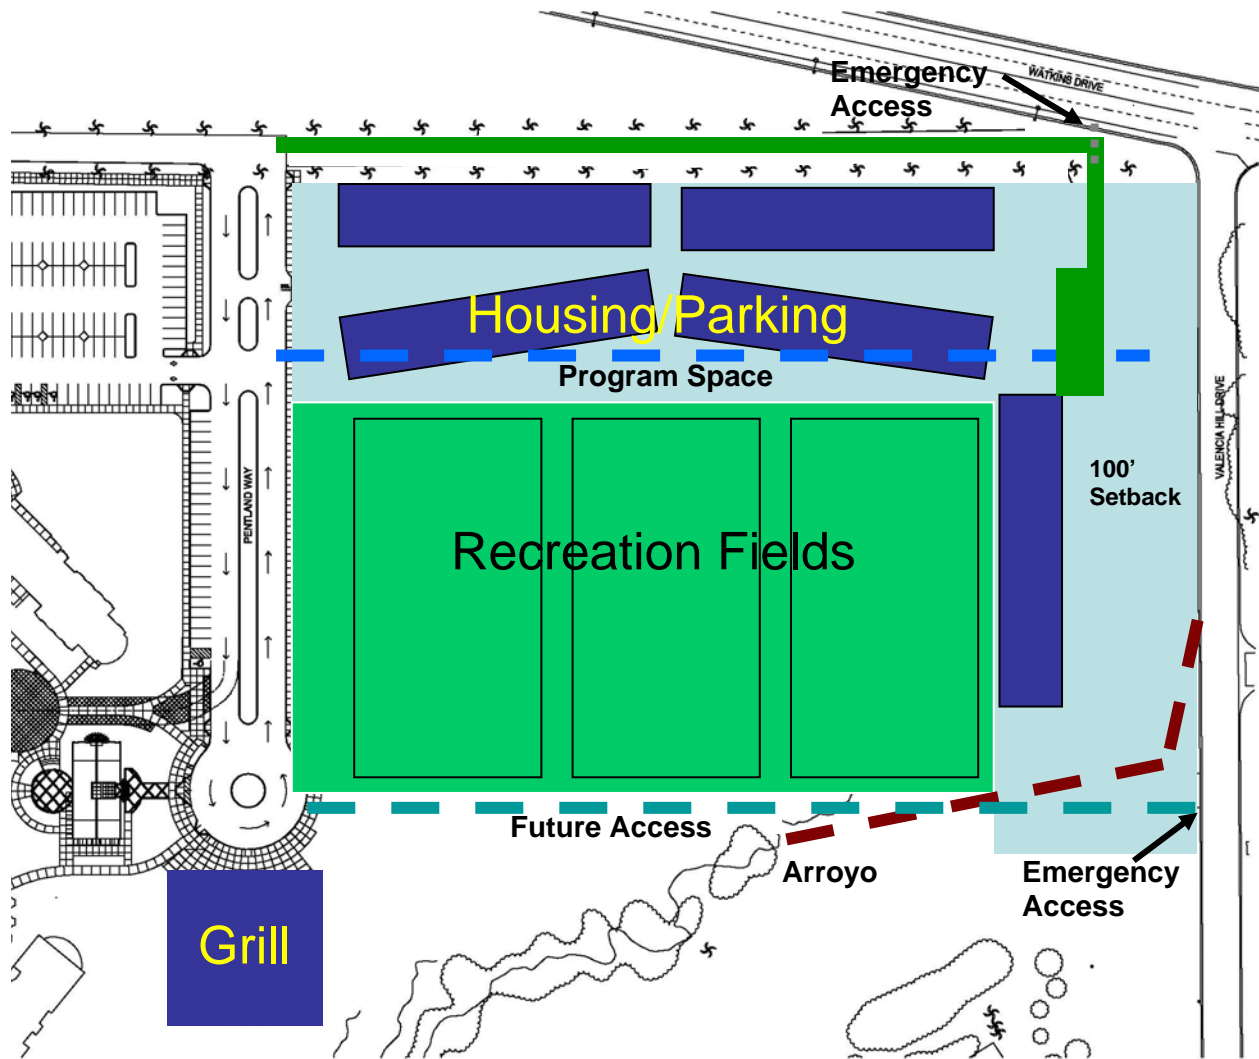 WATKINS DRIVE
Emergency
Access
Housing/Parking
Program Space
VALENCIA HILL DRIVE
100’
Setback
PENTLAND WAY
Recreation Fields
Future Access
Arroyo
Emergency
Access
Grill